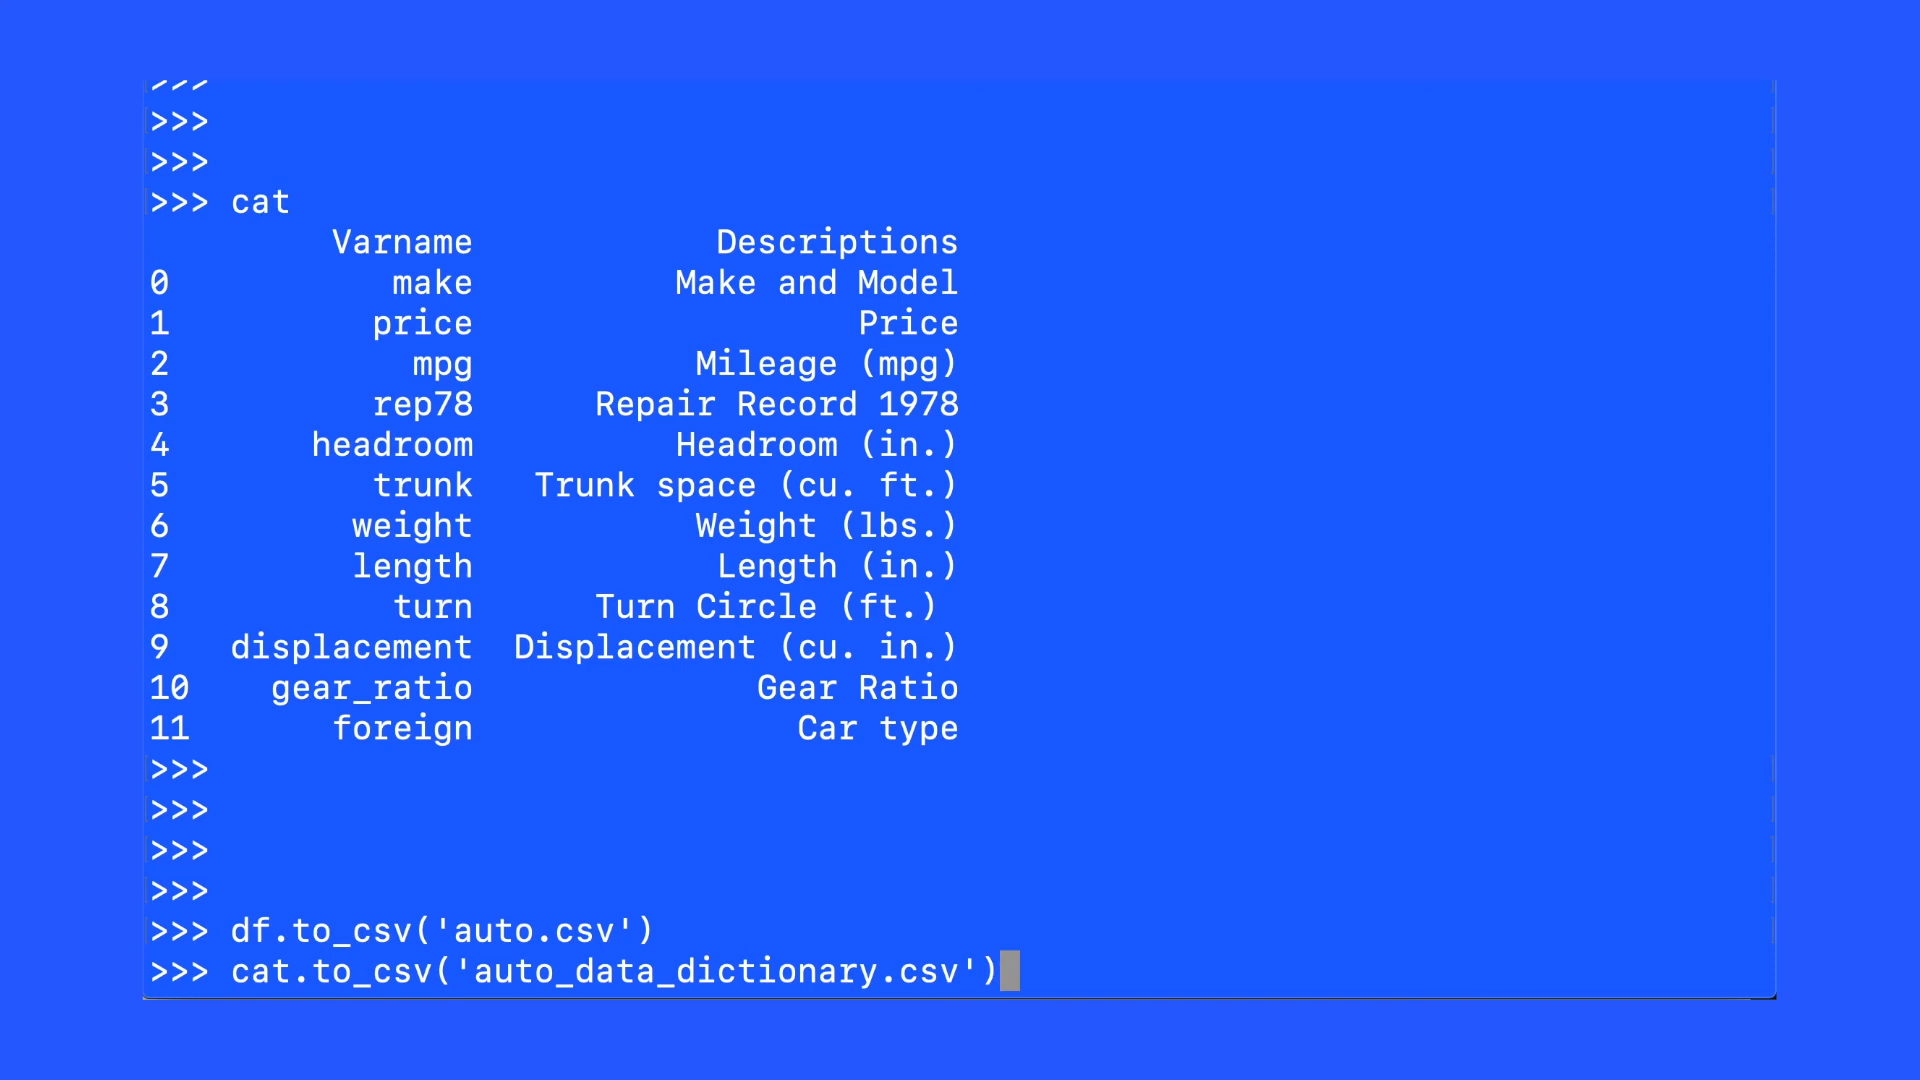 >>>
>>>
>>>
>>> cat
Varname Descriptions
0 make Make and Model
1 price Price
2 mpg Mileage (mpg)
3 rep78 Repair Record 1978
4 headroom Headroom (in.)
5 trunk Trunk space (cu. ft.)
6 weight Weight (lbs.)
7 length Length (in.)
8 turn Turn Circle (ft.)
9 displacement Displacement (cu. in.)
10 gear_ratio Gear Ratio
11 foreign Car type
>>>
>>>
>>>
>>>
>>> df.to_csv('auto.csv')
>>> cat.to_csv('auto_data_dictionary.csv')